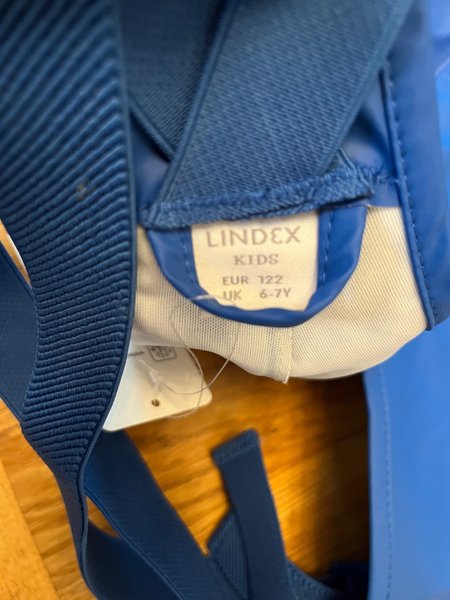 LINDEX
KIDS
EUR 122
UK 6-7Y